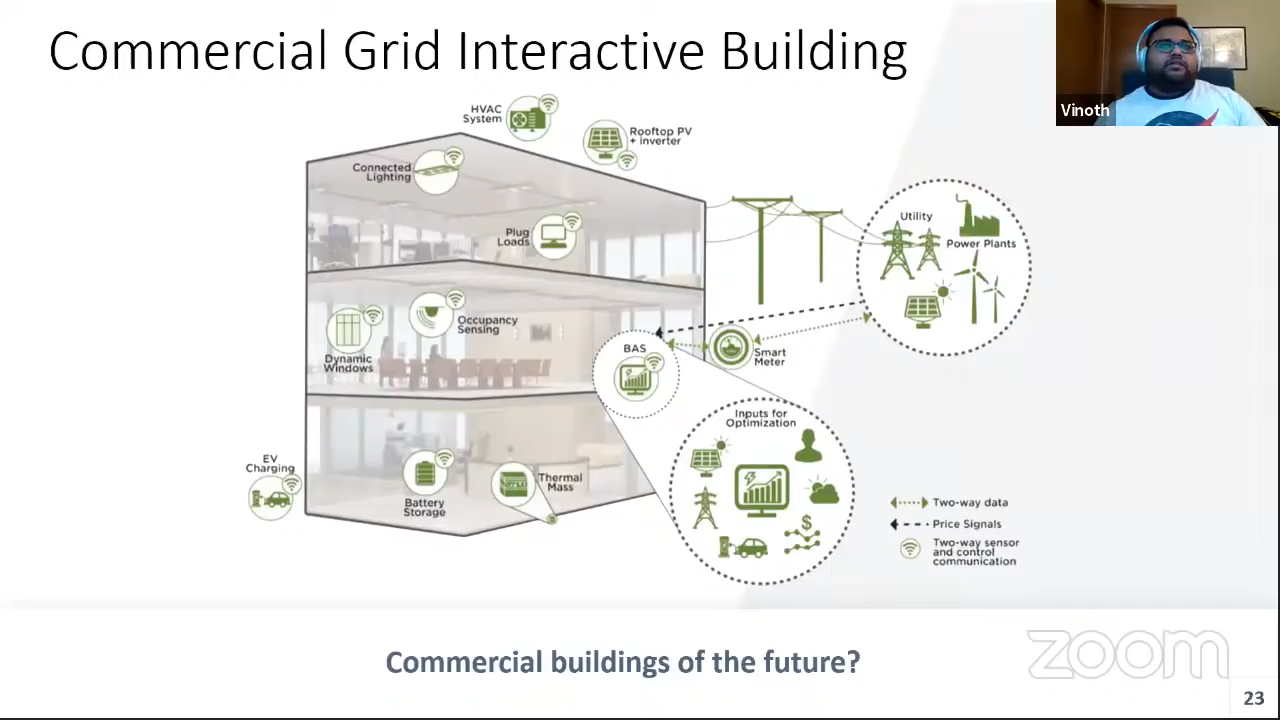 Commercial Grid Interactive Building
Vinoth
HVAC
System
Rooftop PV
+ Inverter
Connected
Lighting
Plug
Loads
Utility
Power Plants
Occupancy
Sensing
Dynamic
Windows
BAS
Smart
Meter
Inputs for
Optimization
$
EV
Charging
Battery
Storage
Thermal
Mass
Two-way data
Price Signals
Two-way sensor
and control
communication
Commercial buildings of the future?
zoom
23